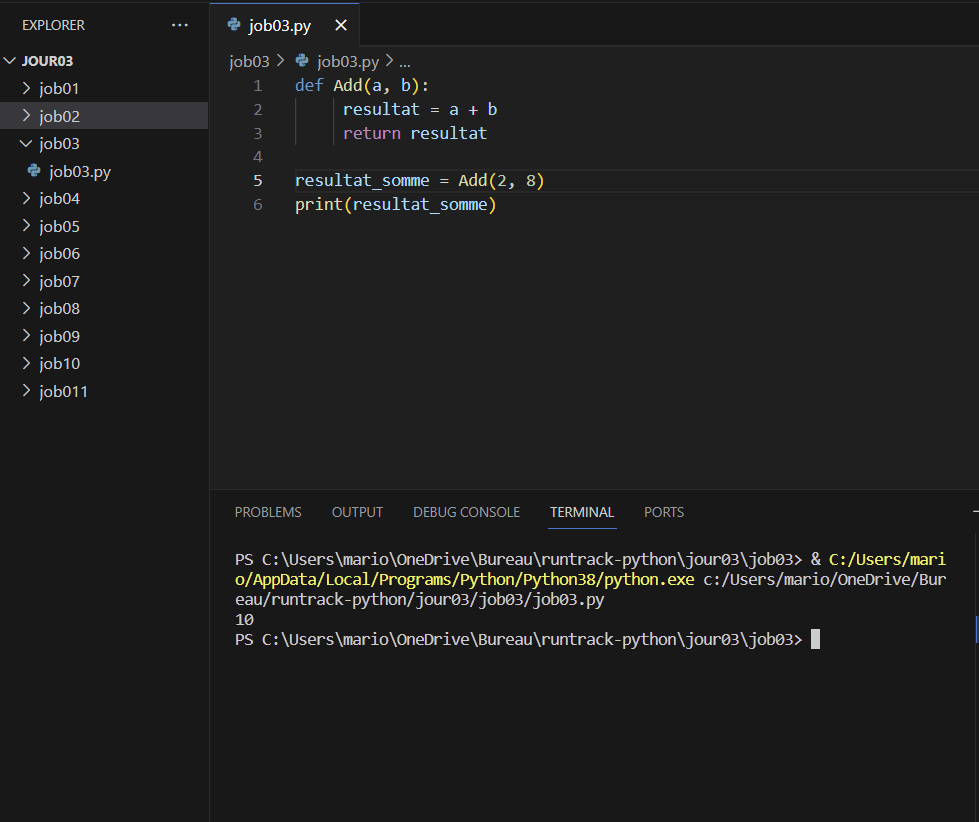 EXPLORER ...
JOUR03
job01
job02
job03
job03.py
job04
job05
job06
job07
job08
job09
job10
job011
job03.py
job03 > job03.py > ...
1 def Add(a, b):
2 resultat = a + b
3 return resultat
4
5 resultat_somme = Add(2, 8)
6 print(resultat_somme)
PROBLEMS OUTPUT DEBUG CONSOLE TERMINAL PORTS
PS C:\Users\mario\OneDrive\Bureau\runtrack-python\jour03\job03> & C:/Users/mari
o/AppData/Local/Programs/Python/Python38/python.exe c:/Users/mario/OneDrive/Bur
eau/runtrack-python/jour03/job03/job03.py
10
PS C:\Users\mario\OneDrive\Bureau\runtrack-python\jour03\job03>